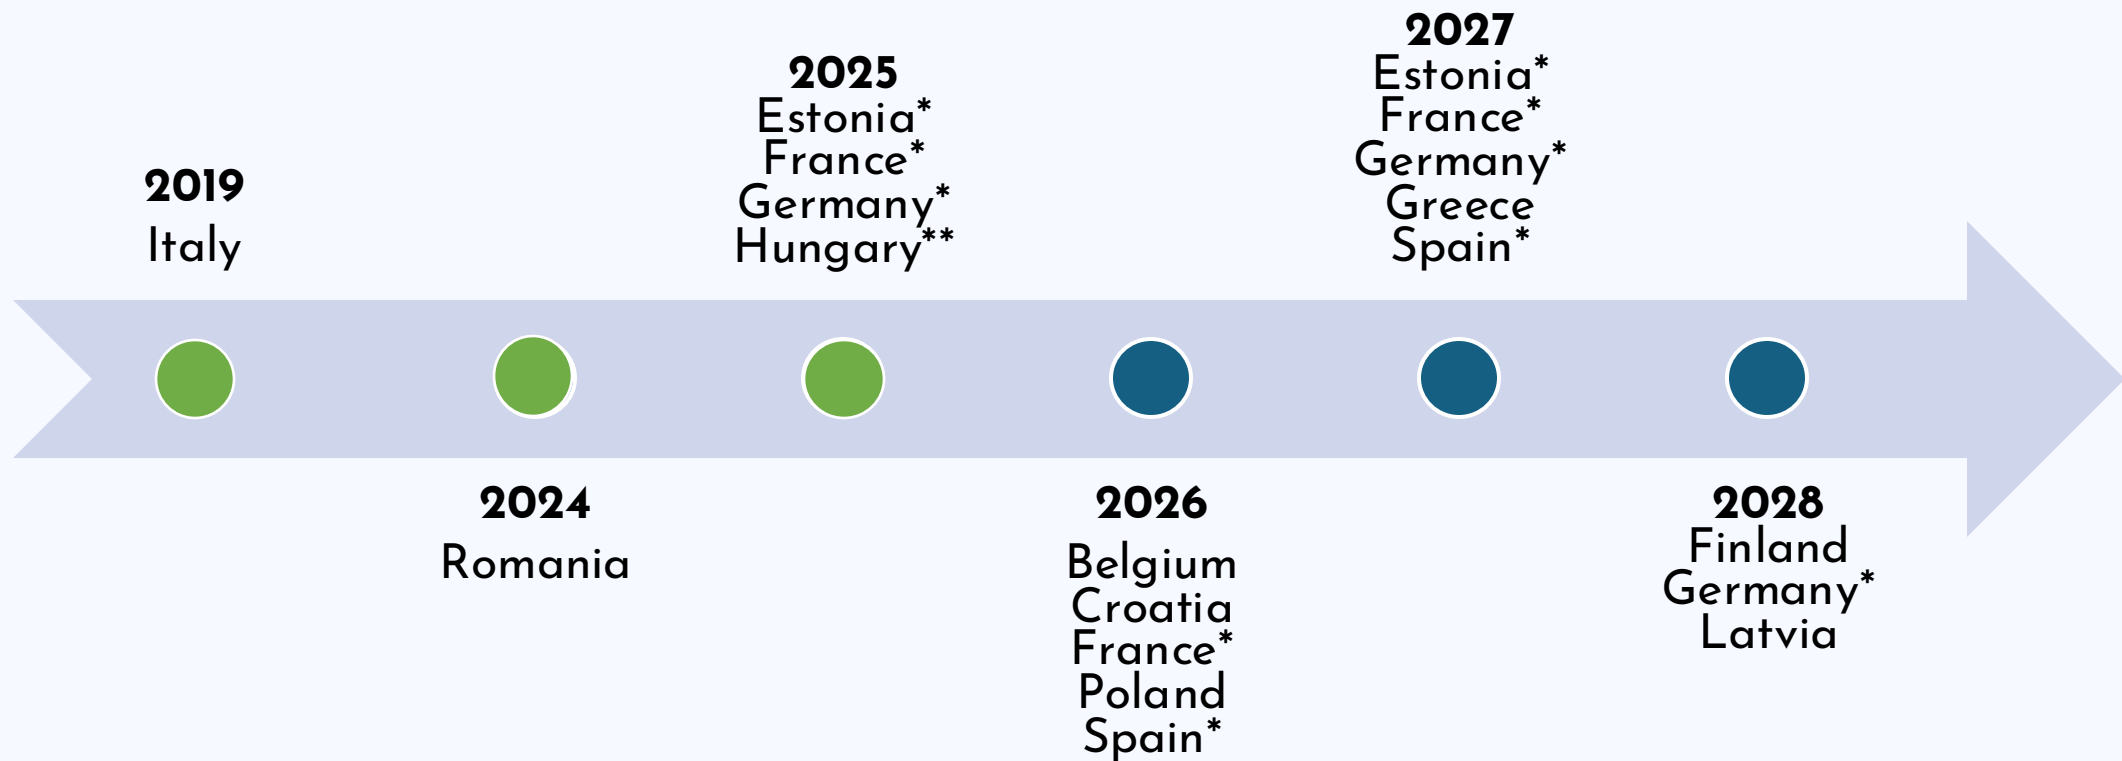 2019
Italy
2024
Romania
2025
Estonia*
France*
Germany*
Hungary**
2026
Belgium
Croatia
France*
Poland
Spain*
2027
Estonia*
France*
Germany*
Greece
Spain*
2028
Finland
Germany*
Latvia